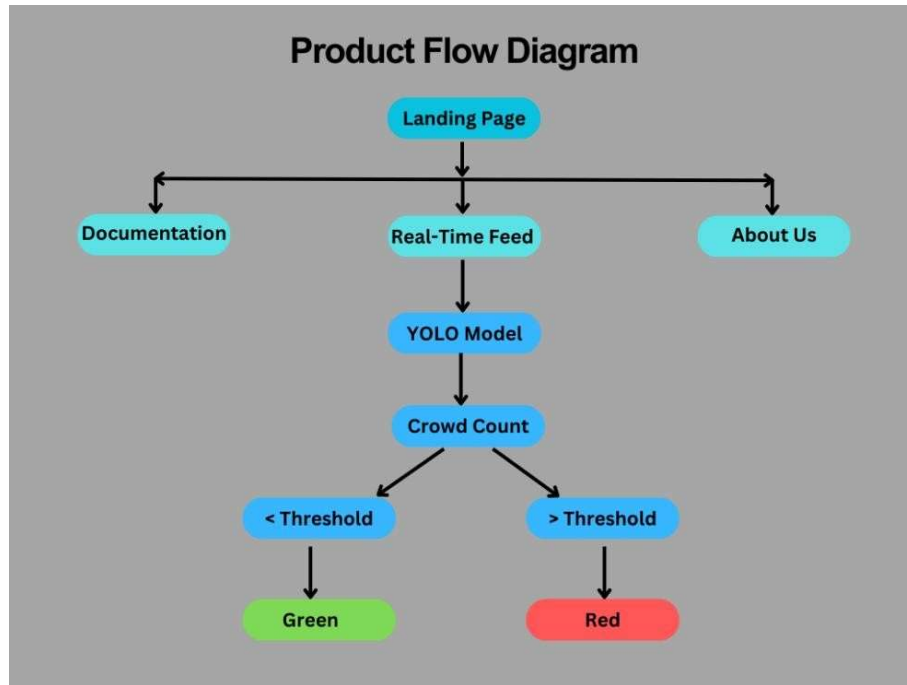 Product Flow Diagram
Landing Page
Documentation
Real-Time Feed
About Us
YOLO Model
Crowd Count
< Threshold
> Threshold
Green
Red